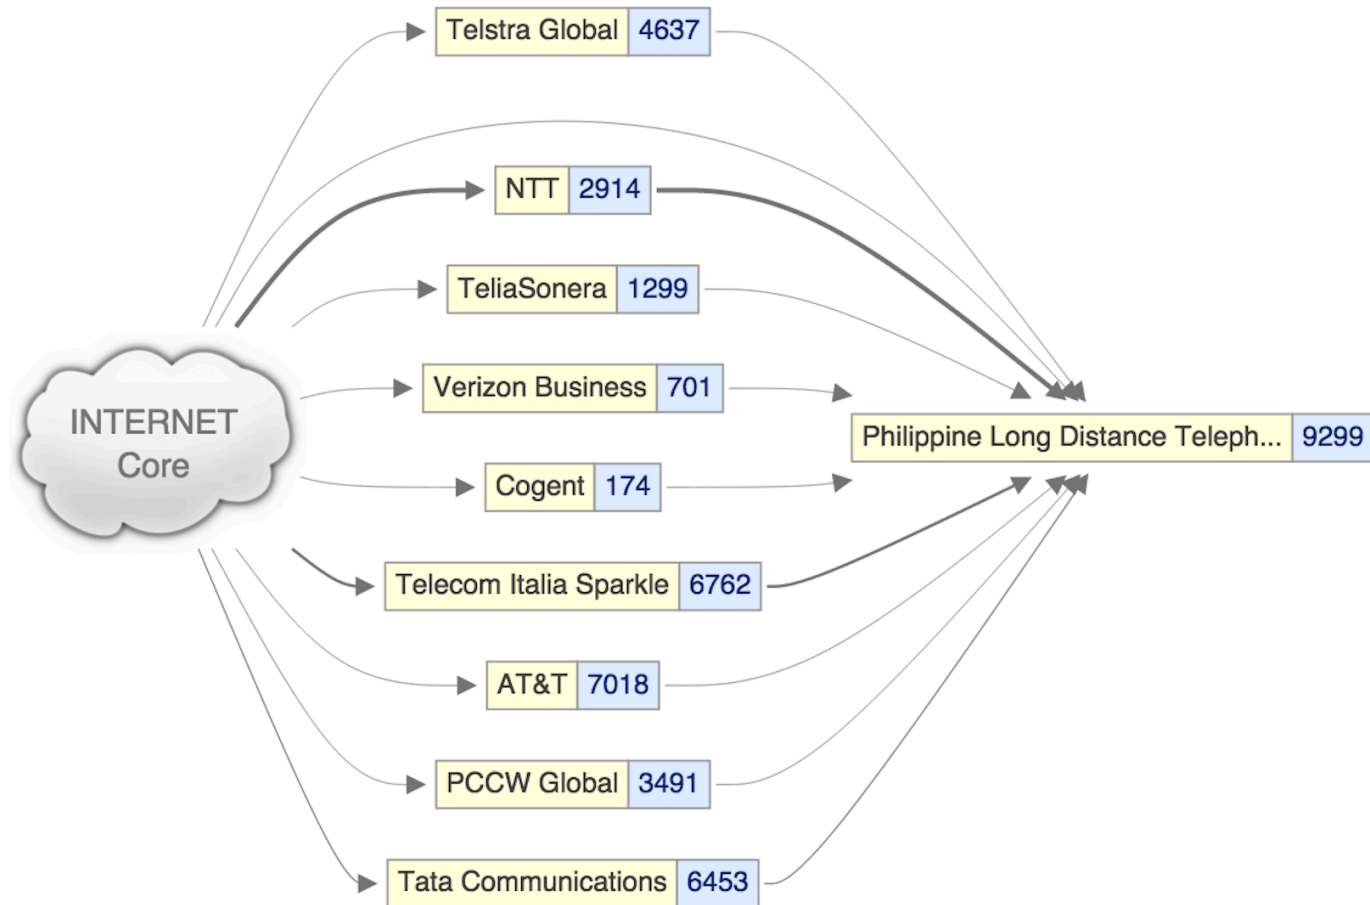 Telstra Global 4637
NTT 2914
TeliaSonera 1299
Verizon Business 701
INTERNET
Core
Philippine Long Distance Teleph... 9299
Cogent 174
Telecom Italia Sparkle 6762
AT&T 7018
PCCW Global 3491
Tata Communications 6453